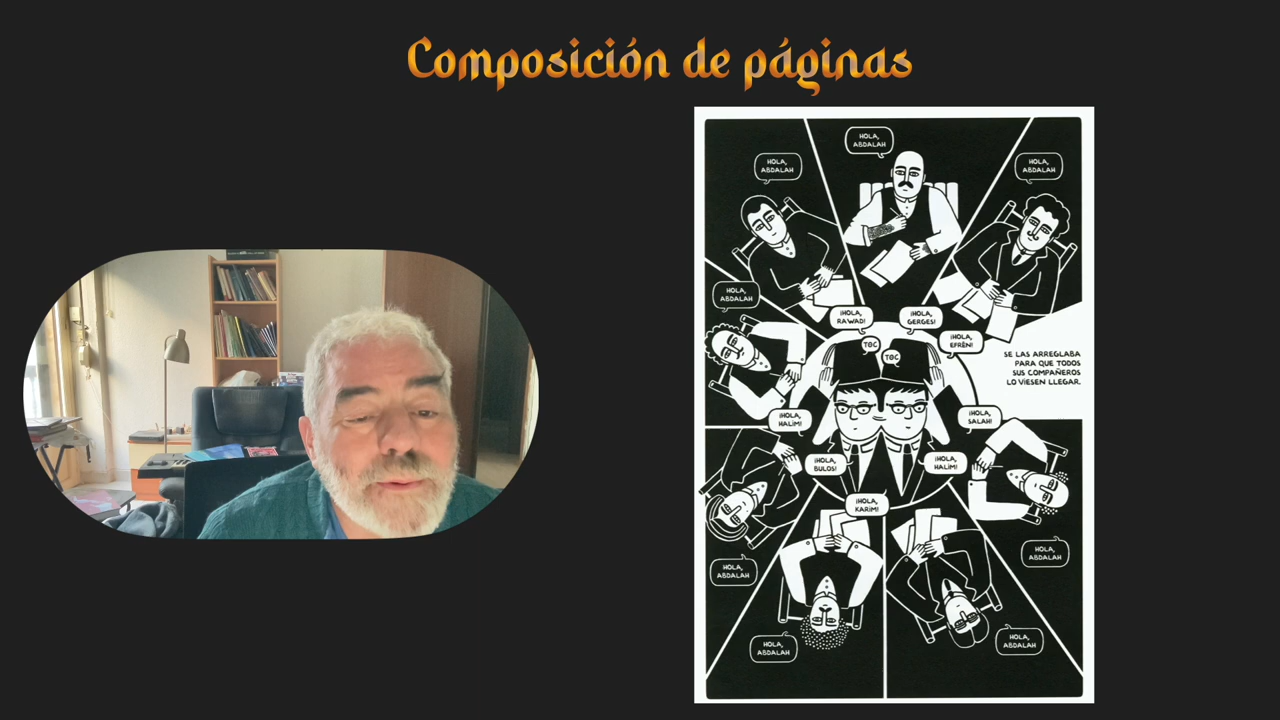 Composición de páginas
HOLA,
ABDALAH
HOLA,
ABDALAH
HOLA,
ABDALAH
HOLA,
ABDALAH
¡HOLA,
RAWAD!
¡HOLA,
GERGES!
¡HOLA,
EFRÈN!
TOC
TOC
SE LAS ARREGLABA
PARA QUE TODOS
SUS COMPAÑEROS
LO VIESEN LLEGAR.
¡HOLA,
HALIM!
¡HOLA,
SALAH!
¡HOLA,
BULOS!
¡HOLA,
HALIM!
¡HOLA,
KARIM!
HOLA,
ABDALAH
HOLA,
ABDALAH
HOLA,
ABDALAH
HOLA,
ABDALAH